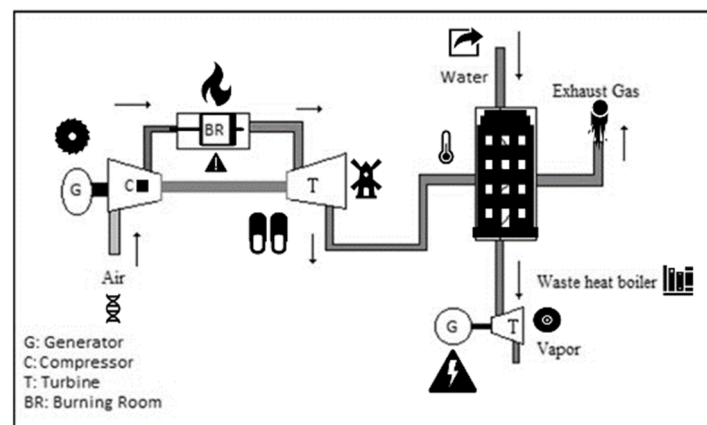 Water
Exhaust Gas
BR
G
C
T
Air
Waste heat boiler
G
T
Vapor
G: Generator
C: Compressor
T: Turbine
BR: Burning Room